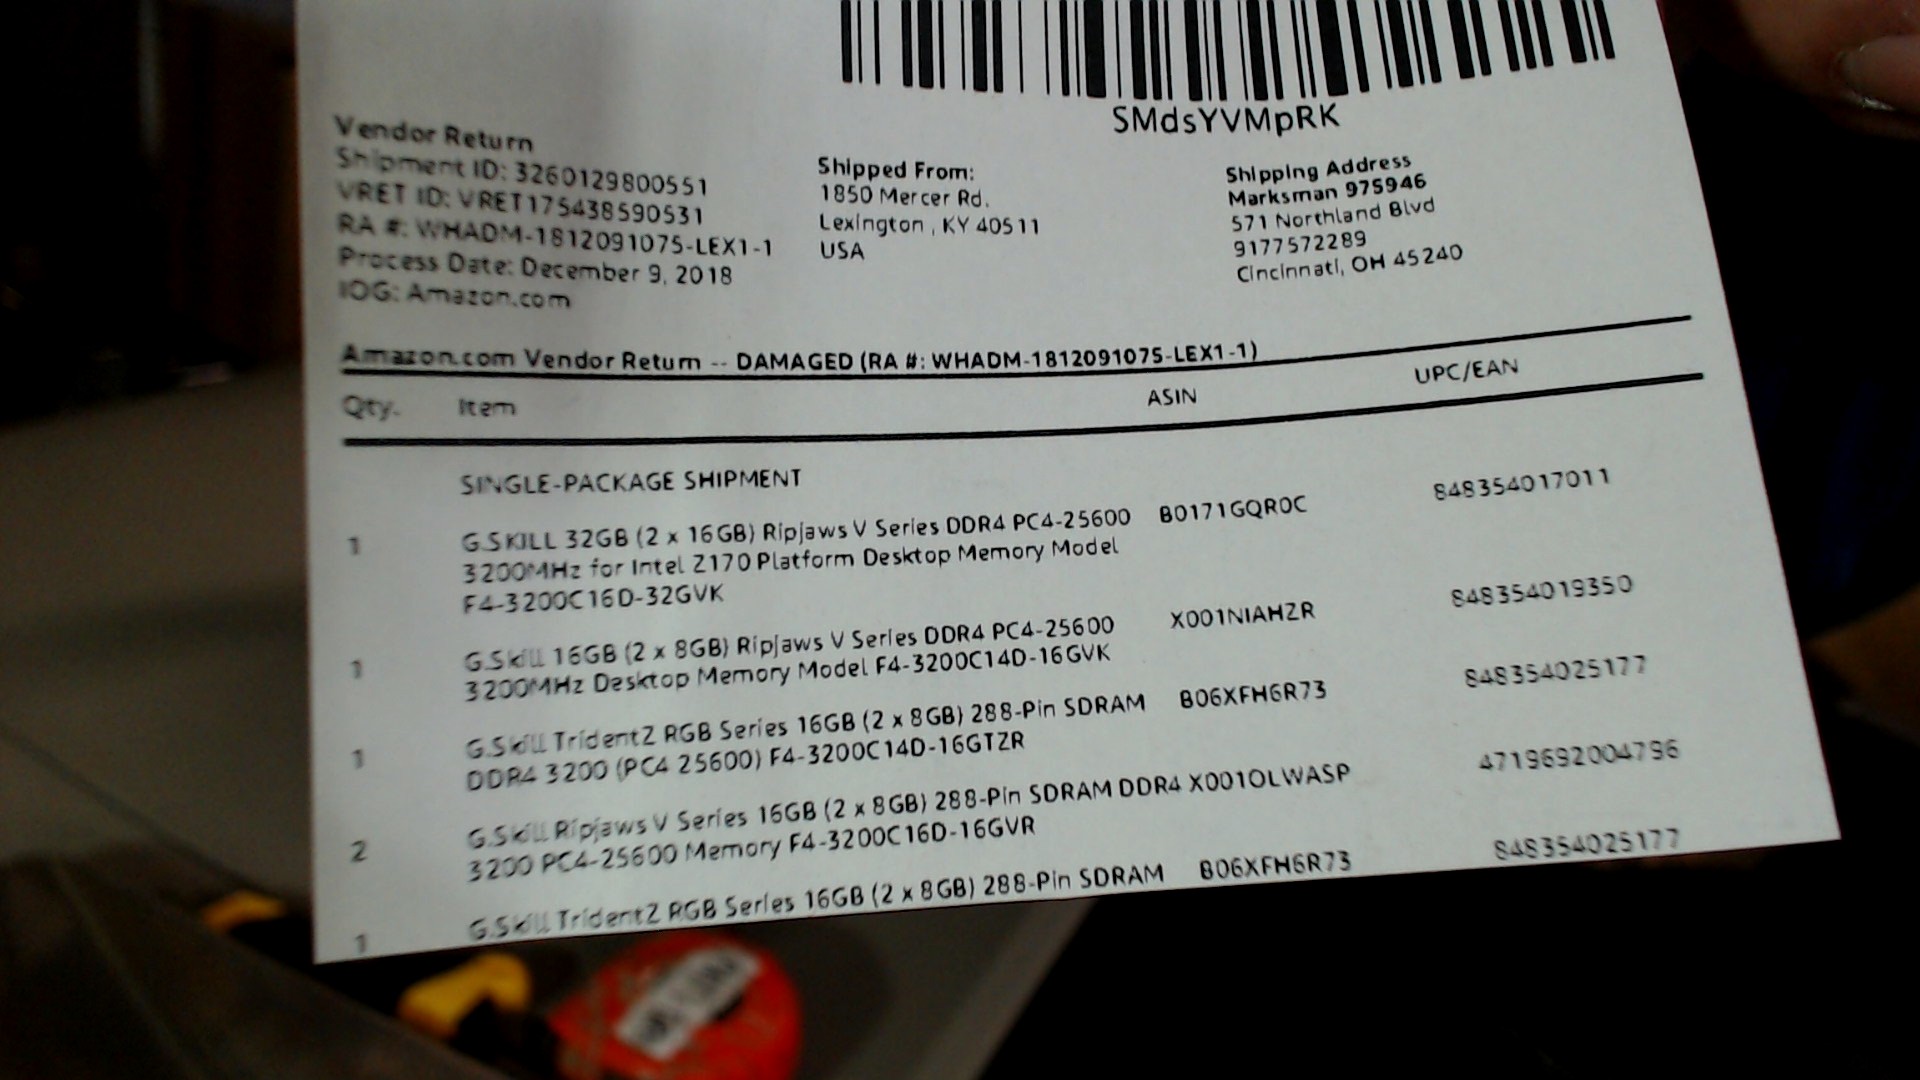 SMdsYVMpRK
Vendor Return
Shipment ID: 3260129800551
VRET ID: VRET175438590531
RA #: WHADM-1812091075-LEX1-1
Process Date: December 9, 2018
IOG: Amazon.com
Shipped From:
1850 Mercer Rd.
Lexington , KY 40511
USA
Shipping Address
Marksman 975946
571 Northland Blvd
9177572289
Cincinnati, OH 45240
Amazon.com Vendor Return -- DAMAGED (RA #: WHADM-1812091075-LEX1-1)
Qty. Item ASIN UPC/EAN
SINGLE-PACKAGE SHIPMENT
1 G.SKILL 32GB (2 x 16GB) Ripjaws V Series DDR4 PC4-25600 B0171GQR0C 848354017011
3200MHz for Intel Z170 Platform Desktop Memory Model
F4-3200C16D-32GVK
1 G.Skill 16GB (2 x 8GB) Ripjaws V Series DDR4 PC4-25600 X001NIAHZR 848354019350
3200MHz Desktop Memory Model F4-3200C14D-16GVK
1 G.Skill TridentZ RGB Series 16GB (2 x 8GB) 288-Pin SDRAM B06XFH6R73 848354025177
DDR4 3200 (PC4 25600) F4-3200C14D-16GTZR
2 G.Skill Ripjaws V Series 16GB (2 x 8GB) 288-Pin SDRAM DDR4 X001OLWASP 4719692004796
3200 PC4-25600 Memory F4-3200C16D-16GVR
1 G.Skill TridentZ RGB Series 16GB (2 x 8GB) 288-Pin SDRAM B06XFH6R73 848354025177